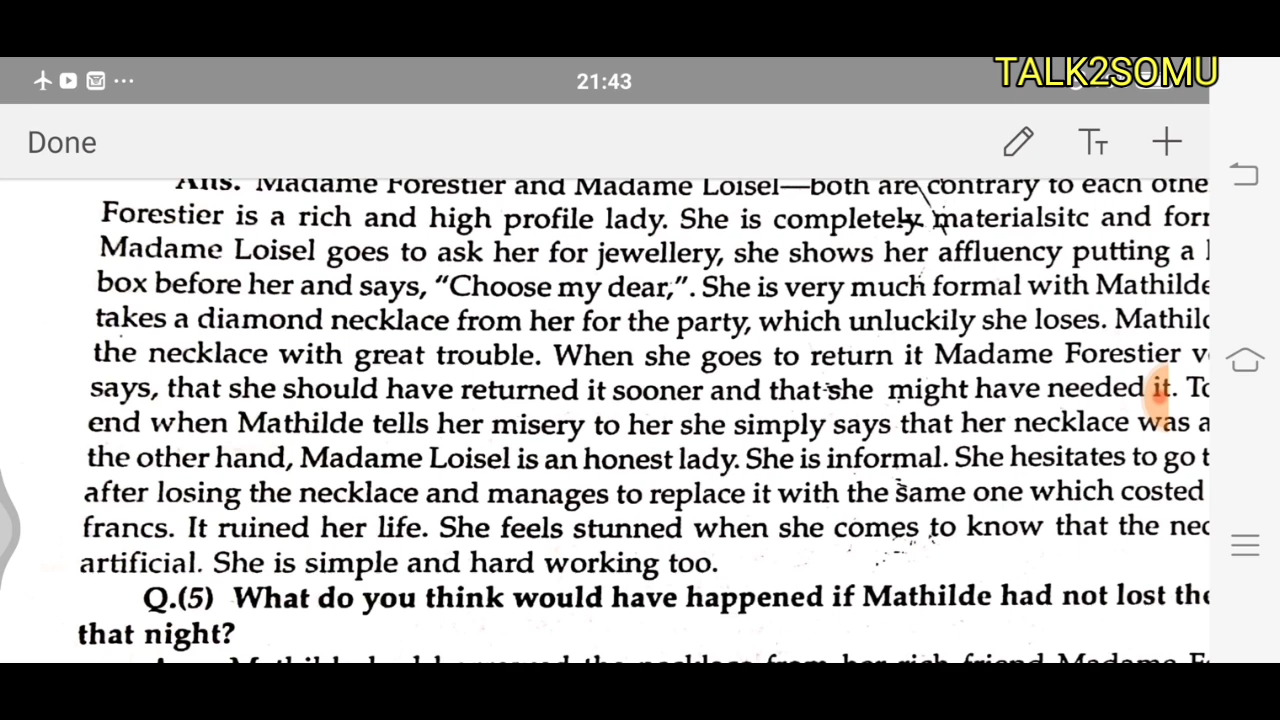 TALK2SOMU
21:43
Done
Ans. Madame Forestier and Madame Loisel—both are contrary to each othe
Forestier is a rich and high profile lady. She is completely materialsitc and for
Madame Loisel goes to ask her for jewellery, she shows her affluency putting a
box before her and says, “Choose my dear,”. She is very much formal with Mathilde
takes a diamond necklace from her for the party, which unluckily she loses. Mathild
the necklace with great trouble. When she goes to return it Madame Forestier v
says, that she should have returned it sooner and that she might have needed it. To
end when Mathilde tells her misery to her she simply says that her necklace was a
the other hand, Madame Loisel is an honest lady. She is informal. She hesitates to go t
after losing the necklace and manages to replace it with the same one which costed
francs. It ruined her life. She feels stunned when she comes to know that the nec
artificial. She is simple and hard working too.
Q.(5) What do you think would have happened if Mathilde had not lost the
that night?